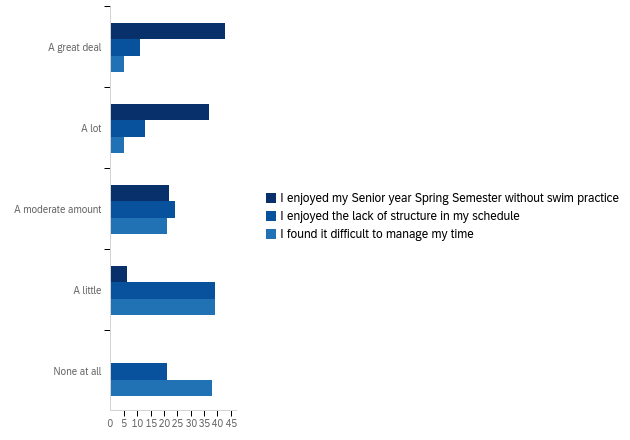 A great deal
A lot
A moderate amount
A little
None at all
0 5 10 15 20 25 30 35 40 45
I enjoyed my Senior year Spring Semester without swim practice
I enjoyed the lack of structure in my schedule
I found it difficult to manage my time